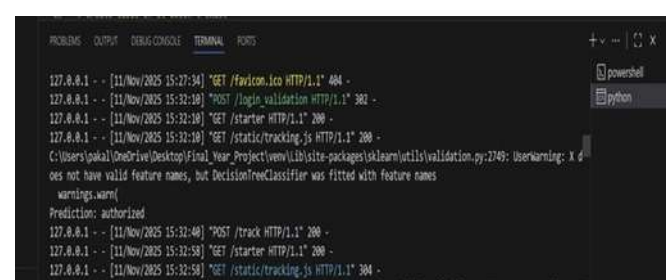 PROBLEMS OUTPUT DEBUG CONSOLE TERMINAL PORTS
powershell
python
127.0.0.1 - - [11/Nov/2025 15:27:34] "GET /favicon.ico HTTP/1.1" 404 -
127.0.0.1 - - [11/Nov/2025 15:32:10] "POST /login_validation HTTP/1.1" 302 -
127.0.0.1 - - [11/Nov/2025 15:32:10] "GET /starter HTTP/1.1" 200 -
127.0.0.1 - - [11/Nov/2025 15:32:10] "GET /static/tracking.js HTTP/1.1" 200 -
C:\Users\pakal\OneDrive\Desktop\Final_Year_Project\venv\Lib\site-packages\sklearn\utils\validation.py:2749: UserWarning: X d
oes not have valid feature names, but DecisionTreeClassifier was fitted with feature names
warnings.warn(
Prediction: authorized
127.0.0.1 - - [11/Nov/2025 15:32:40] "POST /track HTTP/1.1" 200 -
127.0.0.1 - - [11/Nov/2025 15:32:58] "GET /starter HTTP/1.1" 200 -
127.0.0.1 - - [11/Nov/2025 15:32:58] "GET /static/tracking.js HTTP/1.1" 304 -